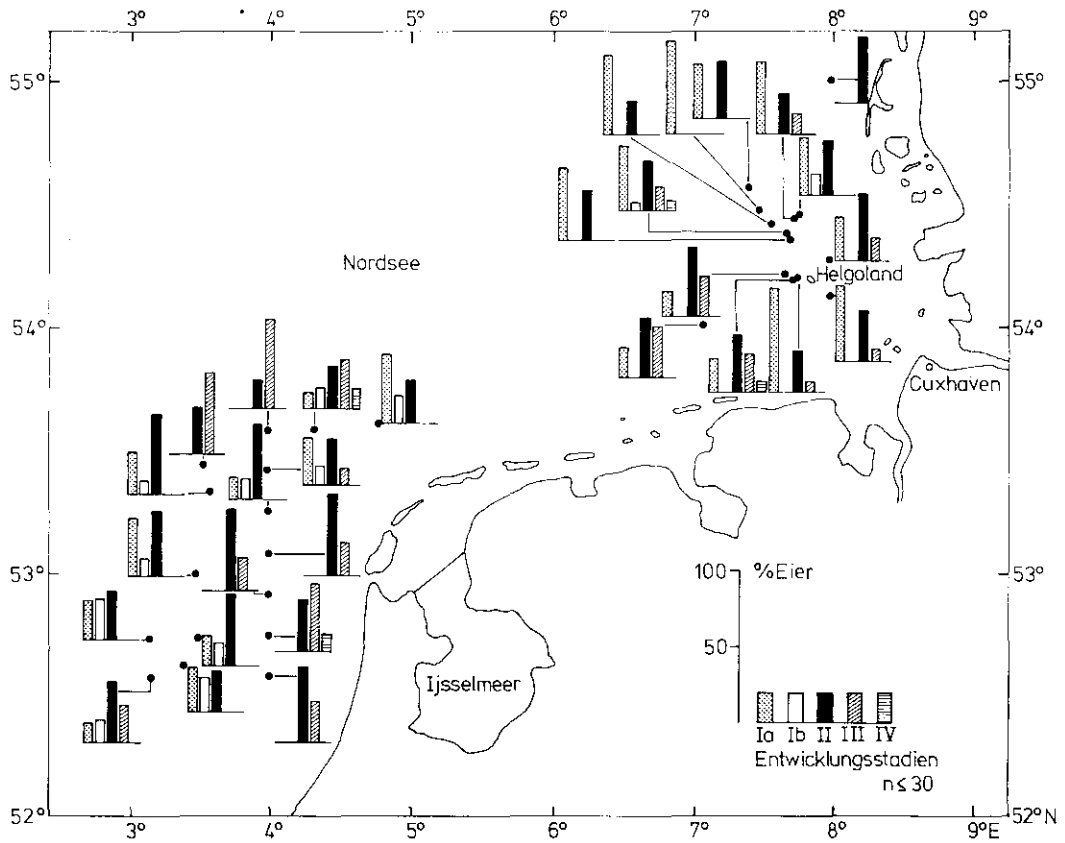 3° 4° 5° 6° 7° 8° 9°
55° 55°
Nordsee
Helgoland
54° 54°
Cuxhaven
53° 53°
100 %Eier
50%
Ijsselmeer
Ia Ib II III IV
Entwicklungsstadien
n ≤ 30
52° 52°N
3° 4° 5° 6° 7° 8° 9°E